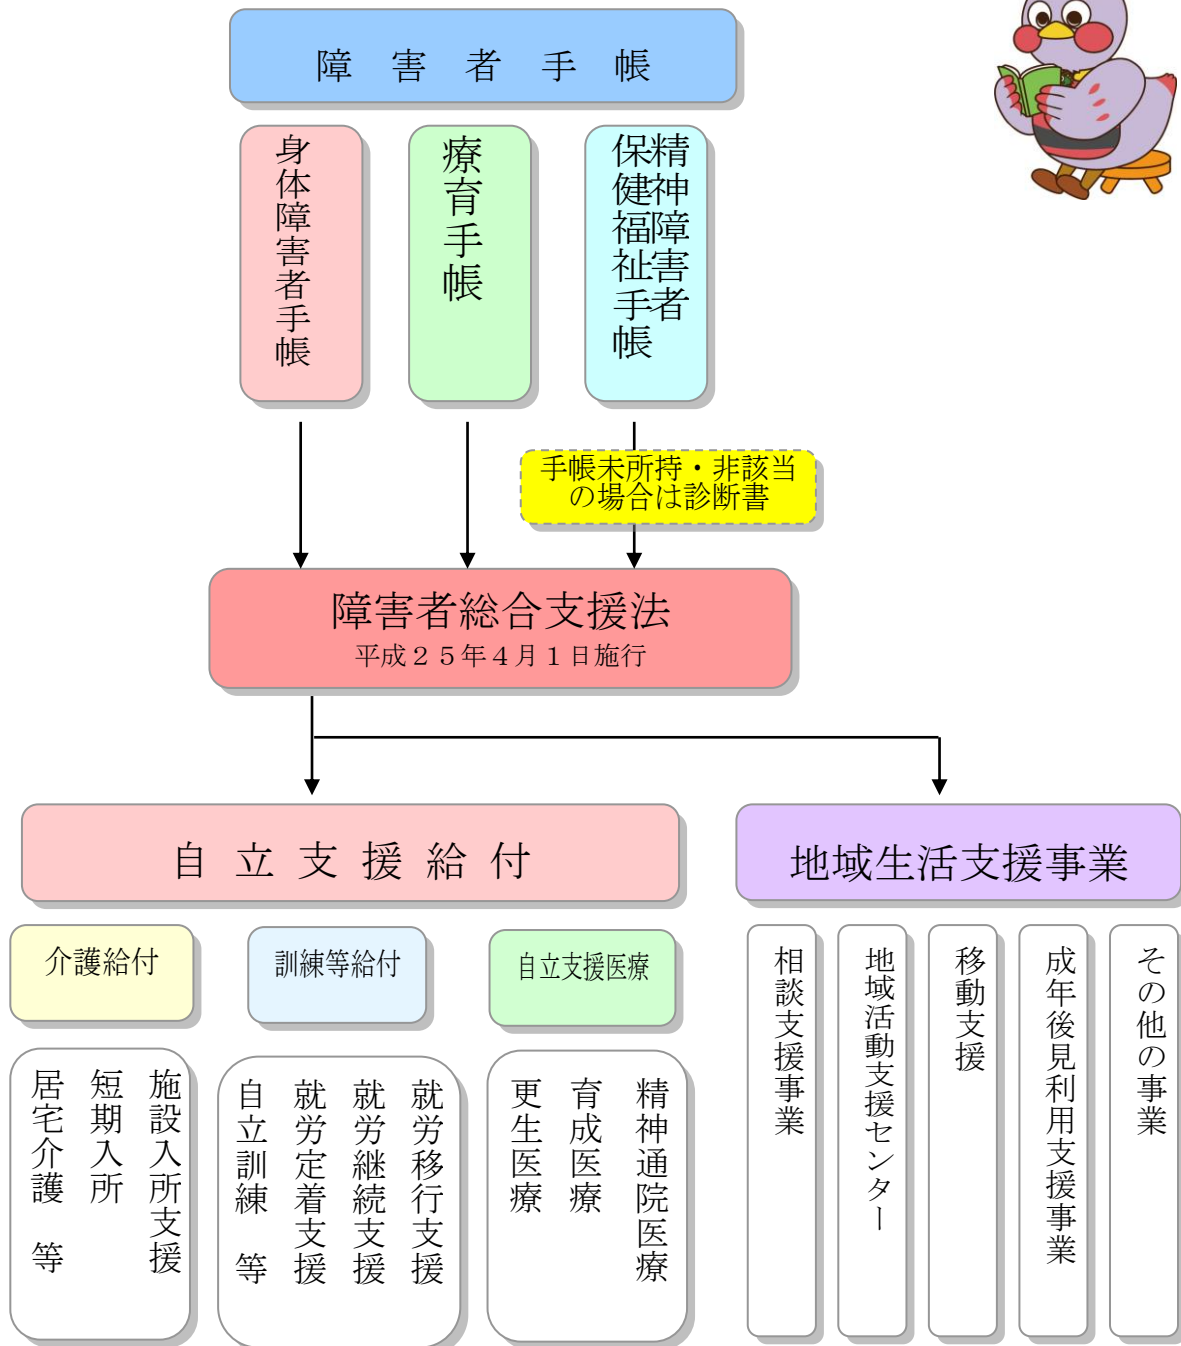 障害者手帳
身体障害者手帳
療育手帳
精神障害者
保健福祉手帳
手帳未所持・非該当
の場合は診断書
障害者総合支援法
平成２５年４月１日施行
自立支援給付
地域生活支援事業
介護給付
訓練等給付
自立支援医療
施設入所支援
短期入所
居宅介護　等
就労移行支援
就労継続支援
就労定着支援
自立訓練　等
精神通院医療
育成医療
更生医療
相談支援事業
地域活動支援センター
移動支援
成年後見利用支援事業
その他の事業